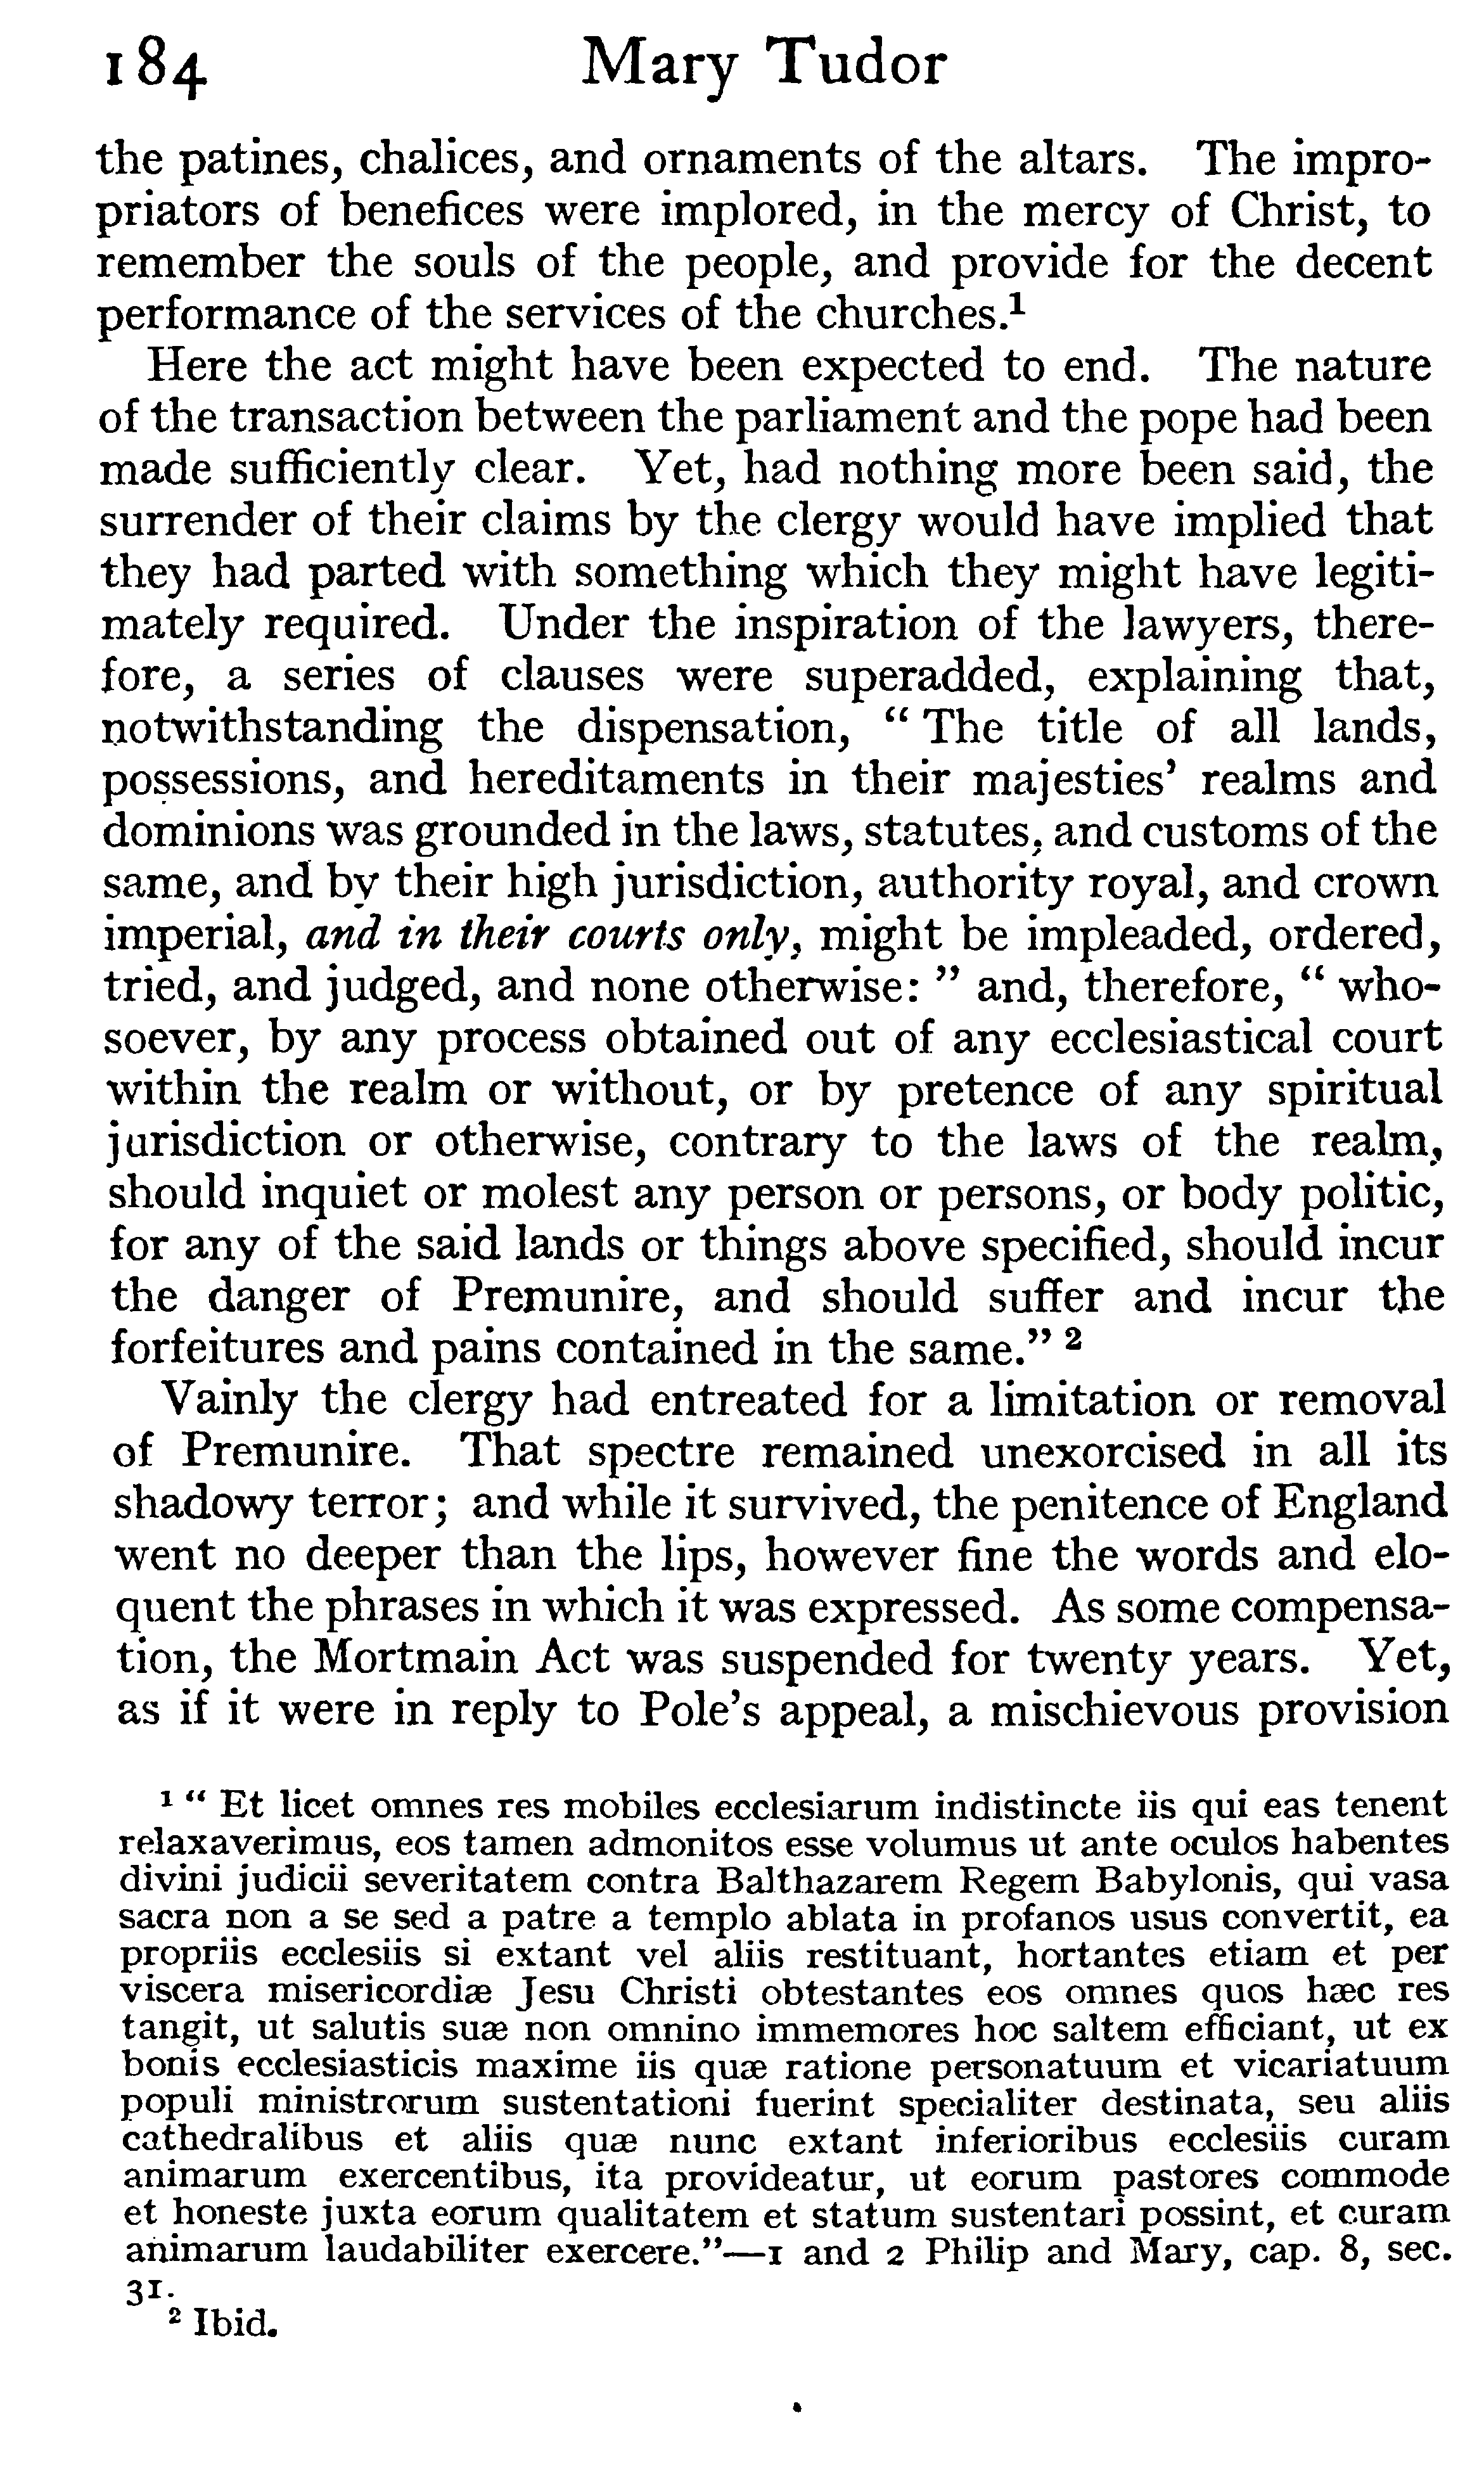 184 Mary Tudor
the patines, chalices, and ornaments of the altars. The impro-
priators of benefices were implored, in the mercy of Christ, to
remember the souls of the people, and provide for the decent
performance of the services of the churches.¹
Here the act might have been expected to end. The nature
of the transaction between the parliament and the pope had been
made sufficiently clear. Yet, had nothing more been said, the
surrender of their claims by the clergy would have implied that
they had parted with something which they might have legiti-
mately required. Under the inspiration of the lawyers, there-
fore, a series of clauses were superadded, explaining that,
notwithstanding the dispensation, “ The title of all lands,
possessions, and hereditaments in their majesties’ realms and
dominions was grounded in the laws, statutes, and customs of the
same, and by their high jurisdiction, authority royal, and crown
imperial, and in their courts only, might be impleaded, ordered,
tried, and judged, and none otherwise: ” and, therefore, “ who-
soever, by any process obtained out of any ecclesiastical court
within the realm or without, or by pretence of any spiritual
jurisdiction or otherwise, contrary to the laws of the realm,
should inquiet or molest any person or persons, or body politic,
for any of the said lands or things above specified, should incur
the danger of Premunire, and should suffer and incur the
forfeitures and pains contained in the same.” ²
Vainly the clergy had entreated for a limitation or removal
of Premunire. That spectre remained unexorcised in all its
shadowy terror; and while it survived, the penitence of England
went no deeper than the lips, however fine the words and elo-
quent the phrases in which it was expressed. As some compensa-
tion, the Mortmain Act was suspended for twenty years. Yet,
as if it were in reply to Pole’s appeal, a mischievous provision
¹ “ Et licet omnes res mobiles ecclesiarum indistincte iis qui eas tenent
relaxaverimus, eos tamen admonitos esse volumus ut ante oculos habentes
divini judicii severitatem contra Balthazarem Regem Babylonis, qui vasa
sacra non a se sed a patre a templo ablata in profanos usus convertit, ea
propriis ecclesiis si extant vel aliis restituant, hortantes etiam et per
viscera misericordiæ Jesu Christi obtestantes eos omnes quos hæc res
tangit, ut salutis suæ non omnino immemores hoc saltem efficiant, ut ex
bonis ecclesiasticis maxime iis quæ ratione personatuum et vicariatuum
populi ministrorum sustentationi fuerint specialiter destinata, seu aliis
cathedralibus et aliis quæ nunc extant inferioribus ecclesiis curam
animarum exercentibus, ita provideatur, ut eorum pastores commode
et honeste juxta eorum qualitatem et statum sustentari possint, et curam
animarum laudabiliter exercere.”—1 and 2 Philip and Mary, cap. 8, sec.
31.
² Ibid.